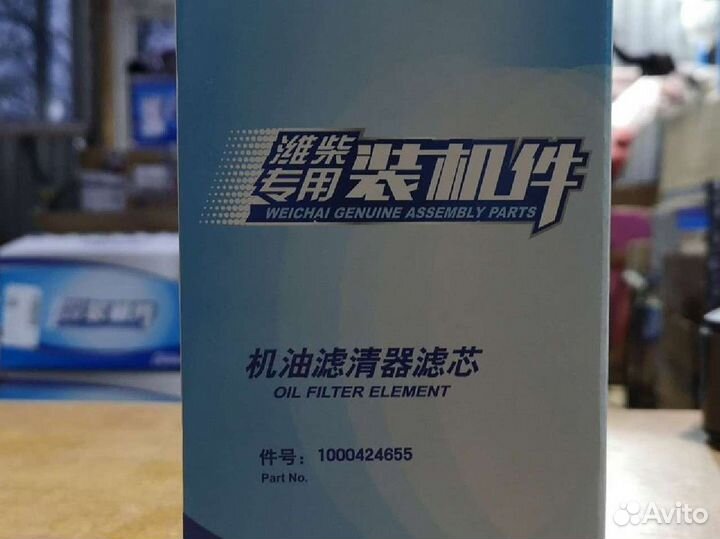 潍柴
专用 装机件
WEICHAI GENUINE ASSEMBLY PARTS
机油滤清器滤芯
OIL FILTER ELEMENT
件号：1000424655
Part No.
Avito